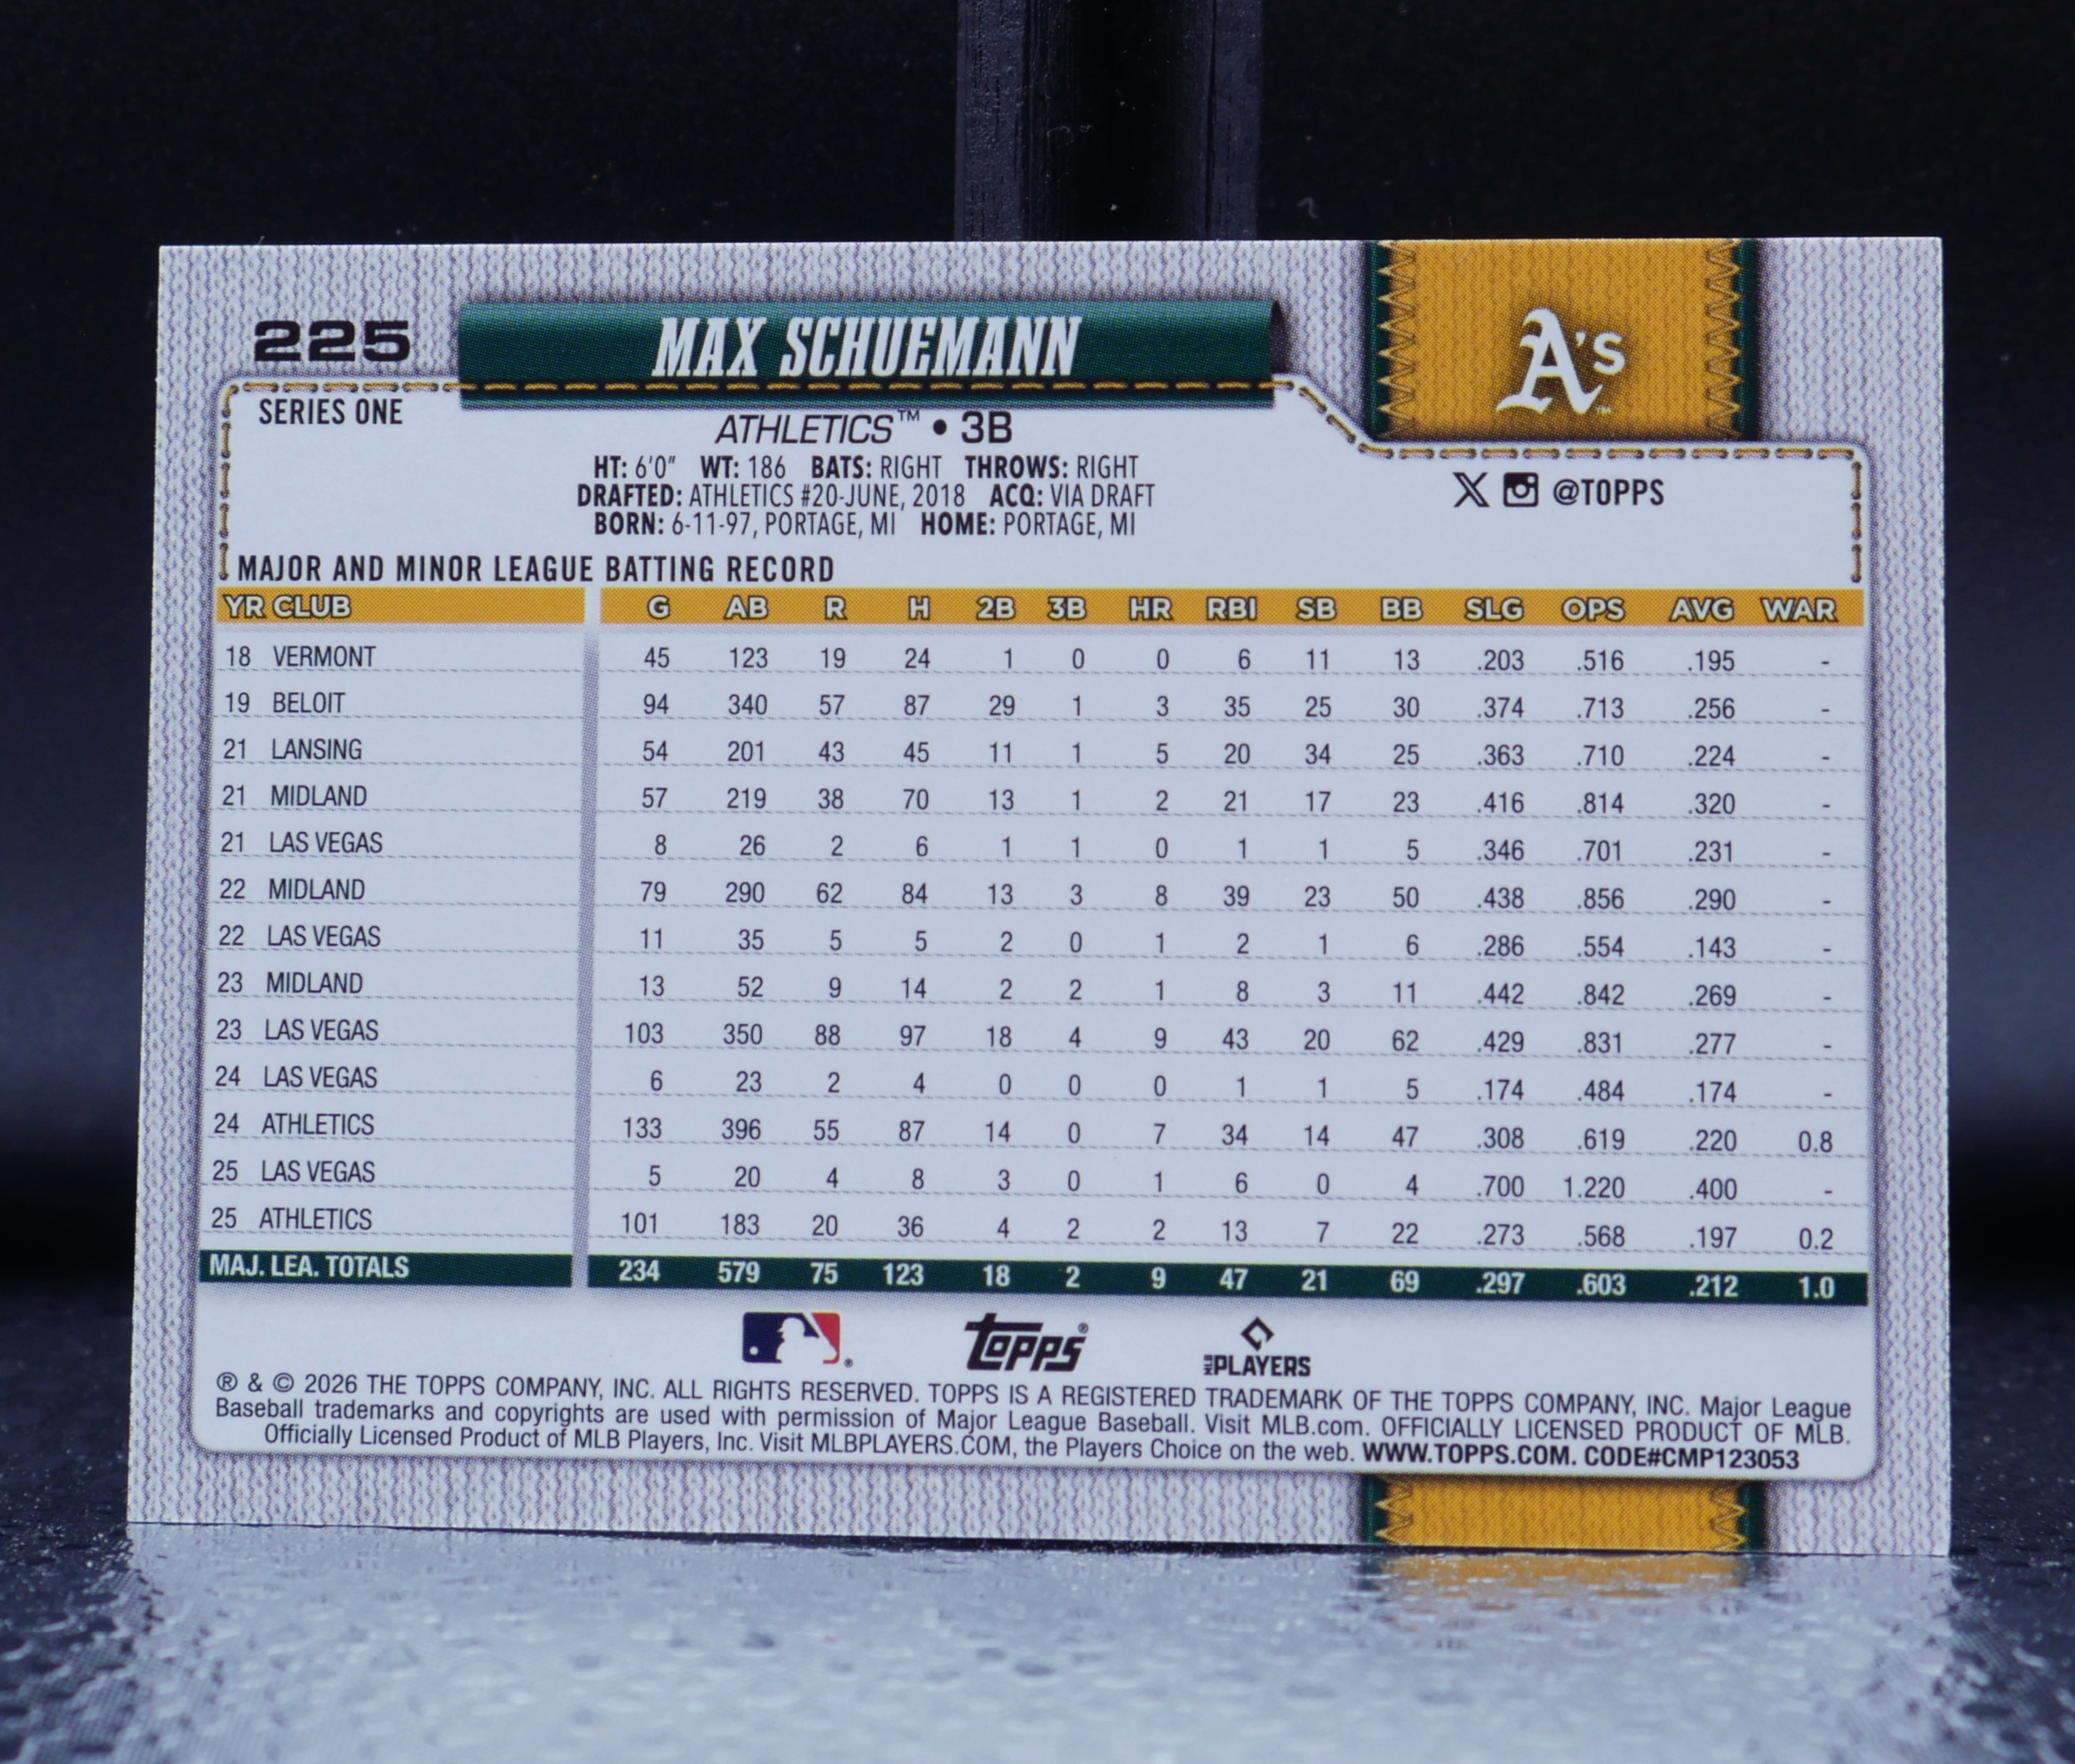 225
MAX SCHUEMANN
A's™
SERIES ONE
ATHLETICS™ • 3B
HT: 6'0" WT: 186 BATS: RIGHT THROWS: RIGHT
DRAFTED: ATHLETICS #20-JUNE, 2018 ACQ: VIA DRAFT
BORN: 6-11-97, PORTAGE, MI HOME: PORTAGE, MI
@TOPPS
MAJOR AND MINOR LEAGUE BATTING RECORD
YR CLUB G AB R H 2B 3B HR RBI SB BB SLG OPS AVG WAR
18 VERMONT 45 123 19 24 1 0 0 6 11 13 .203 .516 .195 -
19 BELOIT 94 340 57 87 29 1 3 35 25 30 .374 .713 .256 -
21 LANSING 54 201 43 45 11 1 5 20 34 25 .363 .710 .224 -
21 MIDLAND 57 219 38 70 13 1 2 21 17 23 .416 .814 .320 -
21 LAS VEGAS 8 26 2 6 1 1 0 1 1 5 .346 .701 .231 -
22 MIDLAND 79 290 62 84 13 3 8 39 23 50 .438 .856 .290 -
22 LAS VEGAS 11 35 5 5 2 0 1 2 1 6 .286 .554 .143 -
23 MIDLAND 13 52 9 14 2 2 1 8 3 11 .442 .842 .269 -
23 LAS VEGAS 103 350 88 97 18 4 9 43 20 62 .429 .831 .277 -
24 LAS VEGAS 6 23 2 4 0 0 0 1 1 5 .174 .484 .174 -
24 ATHLETICS 133 396 55 87 14 0 7 34 14 47 .308 .619 .220 0.8
25 LAS VEGAS 5 20 4 8 3 0 1 6 0 4 .700 1.220 .400 -
25 ATHLETICS 101 183 20 36 4 2 2 13 7 22 .273 .568 .197 0.2
MAJ. LEA. TOTALS 234 579 75 123 18 2 9 47 21 69 .297 .603 .212 1.0
® Topps® MLB PLAYERS
® & © 2026 THE TOPPS COMPANY, INC. ALL RIGHTS RESERVED. TOPPS IS A REGISTERED TRADEMARK OF THE TOPPS COMPANY, INC. Major League
Baseball trademarks and copyrights are used with permission of Major League Baseball. Visit MLB.com. OFFICIALLY LICENSED PRODUCT OF MLB.
Officially Licensed Product of MLB Players, Inc. Visit MLBPLAYERS.COM, the Players Choice on the web. WWW.TOPPS.COM. CODE#CMP123053